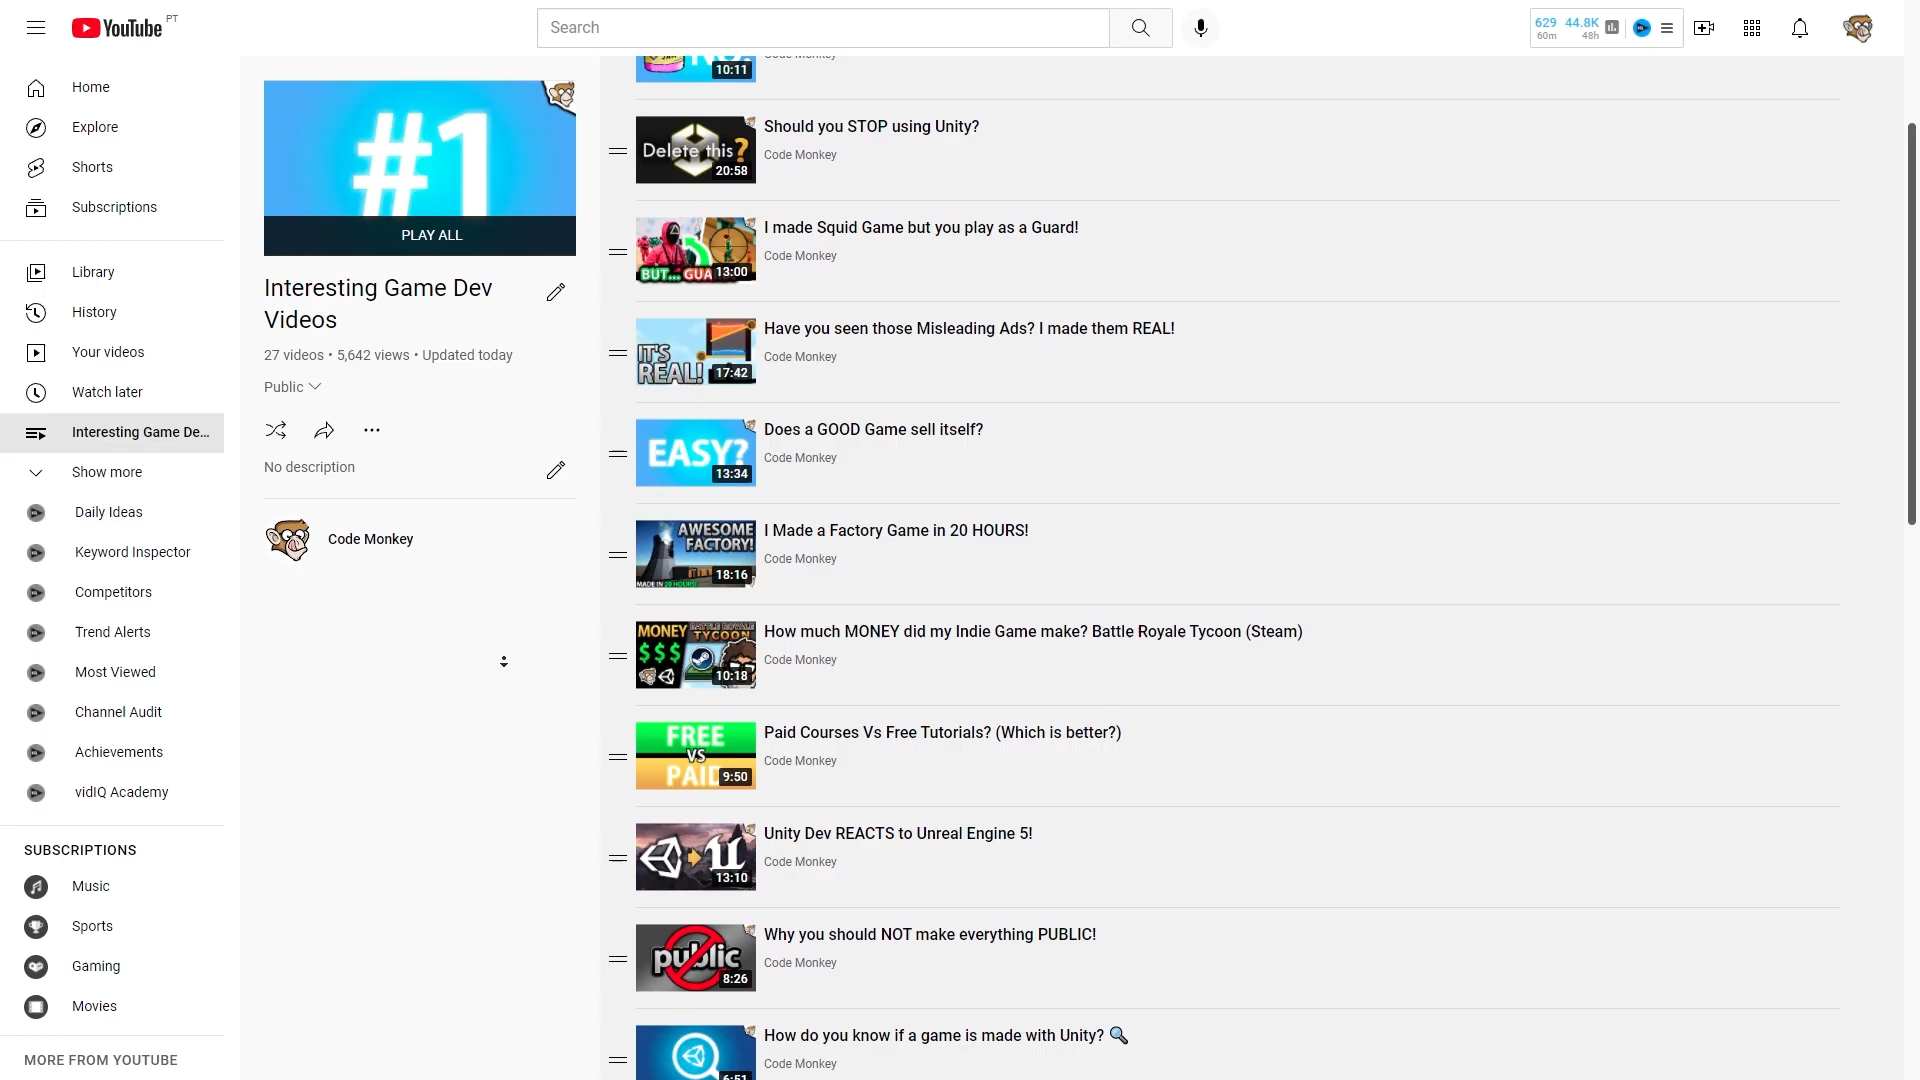 YouTube PT
Search
629 44.8K
60m 48h
Home
Explore
Shorts
Subscriptions
Library
History
Your videos
Watch later
Interesting Game De...
Show more
Daily Ideas
Keyword Inspector
Competitors
Trend Alerts
Most Viewed
Channel Audit
Achievements
vidIQ Academy
SUBSCRIPTIONS
Music
Sports
Gaming
Movies
MORE FROM YOUTUBE
#1
PLAY ALL
Interesting Game Dev
Videos
27 videos • 5,642 views • Updated today
Public
No description
Code Monkey
10:11
Code Monkey
Delete this?
20:58
Should you STOP using Unity?
Code Monkey
BUT... GUA
13:00
I made Squid Game but you play as a Guard!
Code Monkey
IT'S
REAL!
17:42
Have you seen those Misleading Ads? I made them REAL!
Code Monkey
EASY?
13:34
Does a GOOD Game sell itself?
Code Monkey
AWESOME
FACTORY!
MADE IN 20 HOURS!
18:16
I Made a Factory Game in 20 HOURS!
Code Monkey
MONEY BATTLE ROYALE
TYCOON
$$$
10:18
How much MONEY did my Indie Game make? Battle Royale Tycoon (Steam)
Code Monkey
FREE
VS
PAID
9:50
Paid Courses Vs Free Tutorials? (Which is better?)
Code Monkey
13:10
Unity Dev REACTS to Unreal Engine 5!
Code Monkey
public
8:26
Why you should NOT make everything PUBLIC!
Code Monkey
6:51
How do you know if a game is made with Unity? 🔍
Code Monkey